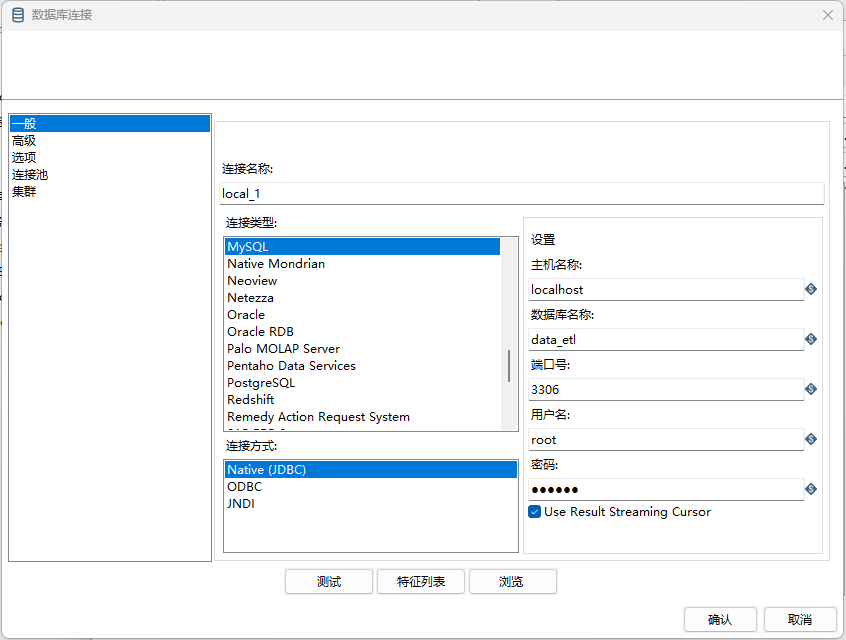 数据库连接
一般
高级
选项
连接池
集群
连接名称:
local_1
连接类型:
MySQL
Native Mondrian
Neoview
Netezza
Oracle
Oracle RDB
Palo MOLAP Server
Pentaho Data Services
PostgreSQL
Redshift
Remedy Action Request System
连接方式:
Native (JDBC)
ODBC
JNDI
设置
主机名称:
localhost
数据库名称:
data_etl
端口号:
3306
用户名:
root
密码:
●●●●●●
Use Result Streaming Cursor
测试
特征列表
浏览
确认
取消